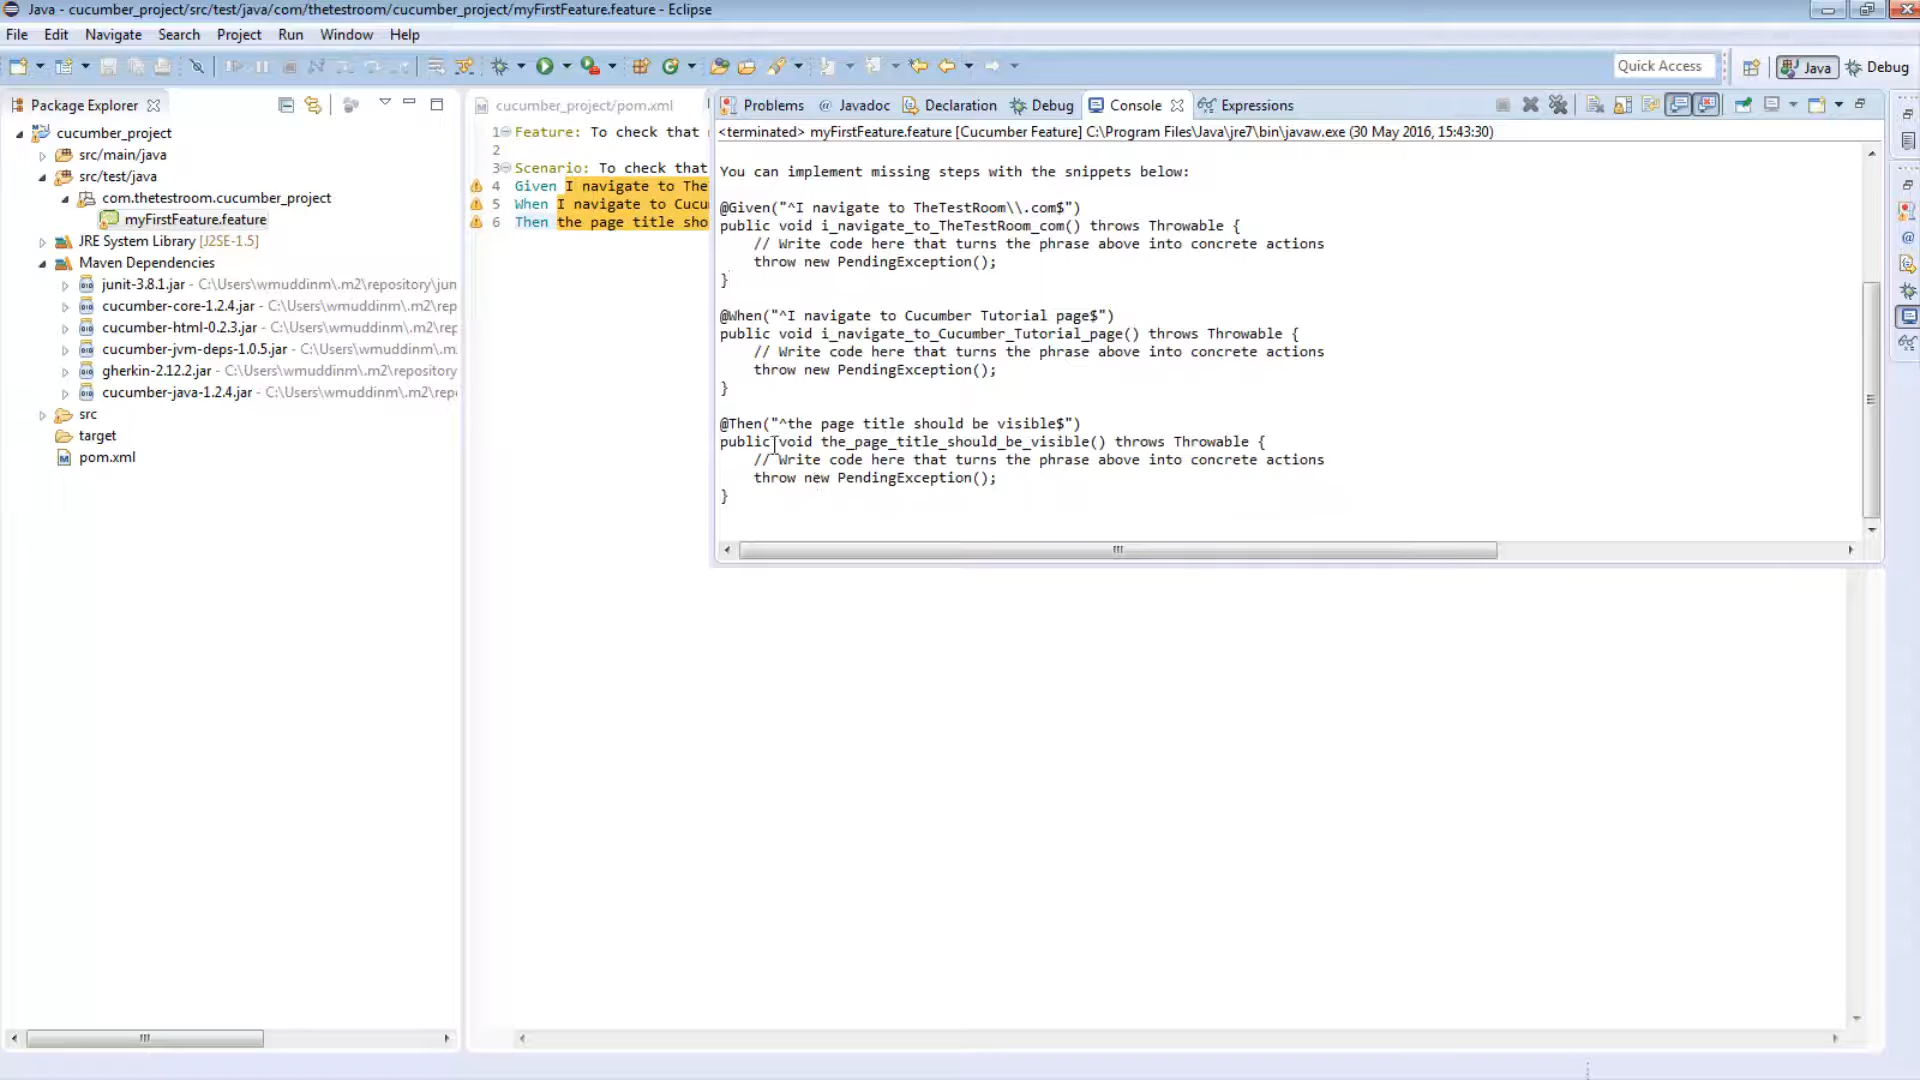 Java - cucumber_project/src/test/java/com/thetestroom/cucumber_project/myFirstFeature.feature - Eclipse
File Edit Navigate Search Project Run Window Help
Quick Access Java Debug
Package Explorer
cucumber_project
src/main/java
src/test/java
com.thetestroom.cucumber_project
myFirstFeature.feature
JRE System Library [J2SE-1.5]
Maven Dependencies
junit-3.8.1.jar - C:\Users\wmuddinm\.m2\repository\jun
cucumber-core-1.2.4.jar - C:\Users\wmuddinm\.m2\rep
cucumber-html-0.2.3.jar - C:\Users\wmuddinm\.m2\rep
cucumber-jvm-deps-1.0.5.jar - C:\Users\wmuddinm\.m
gherkin-2.12.2.jar - C:\Users\wmuddinm\.m2\repository
cucumber-java-1.2.4.jar - C:\Users\wmuddinm\.m2\repe
src
target
pom.xml
cucumber_project/pom.xml
1 Feature: To check that
2
3 Scenario: To check that
4 Given I navigate to The
5 When I navigate to Cucu
6 Then the page title sho
Problems Javadoc Declaration Debug Console Expressions
<terminated> myFirstFeature.feature [Cucumber Feature] C:\Program Files\Java\jre7\bin\javaw.exe (30 May 2016, 15:43:30)
You can implement missing steps with the snippets below:
@Given("^I navigate to TheTestRoom\\.com$")
public void i_navigate_to_TheTestRoom_com() throws Throwable {
// Write code here that turns the phrase above into concrete actions
throw new PendingException();
}
@When("^I navigate to Cucumber Tutorial page$")
public void i_navigate_to_Cucumber_Tutorial_page() throws Throwable {
// Write code here that turns the phrase above into concrete actions
throw new PendingException();
}
@Then("^the page title should be visible$")
public void the_page_title_should_be_visible() throws Throwable {
// Write code here that turns the phrase above into concrete actions
throw new PendingException();
}